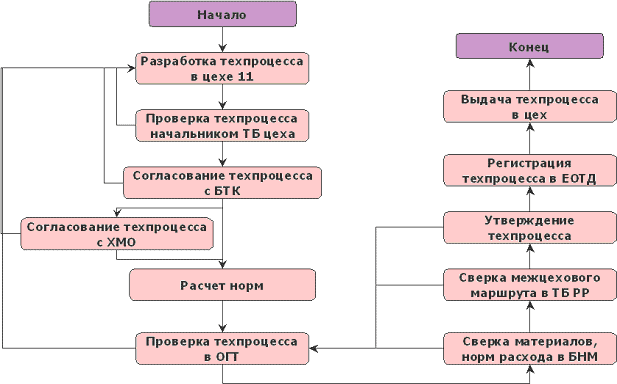 Начало
Разработка техпроцесса
в цехе 11
Проверка техпроцесса
начальником ТБ цеха
Согласование техпроцесса
с БТК
Согласование техпроцесса
с ХМО
Расчет норм
Проверка техпроцесса
в ОГТ
Конец
Выдача техпроцесса
в цех
Регистрация
техпроцесса в ЕОТД
Утверждение
техпроцесса
Сверка межцехового
маршрута в ТБ РР
Сверка материалов,
норм расхода в БНМ